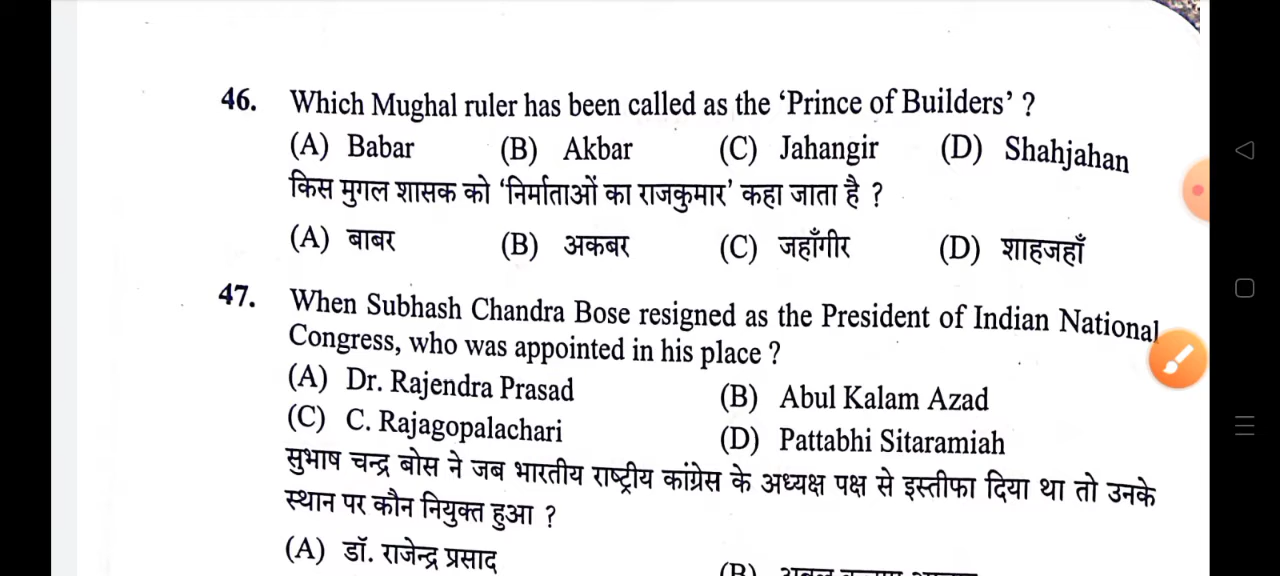 46. Which Mughal ruler has been called as the ‘Prince of Builders’ ?
(A) Babar (B) Akbar (C) Jahangir (D) Shahjahan
किस मुगल शासक को ‘निर्माताओं का राजकुमार’ कहा जाता है ?
(A) बाबर (B) अकबर (C) जहाँगीर (D) शाहजहाँ
47. When Subhash Chandra Bose resigned as the President of Indian National
Congress, who was appointed in his place ?
(A) Dr. Rajendra Prasad (B) Abul Kalam Azad
(C) C. Rajagopalachari (D) Pattabhi Sitaramiah
सुभाष चन्द्र बोस ने जब भारतीय राष्ट्रीय कांग्रेस के अध्यक्ष पक्ष से इस्तीफा दिया था तो उनके
स्थान पर कौन नियुक्त हुआ ?
(A) डॉ. राजेन्द्र प्रसाद (B)